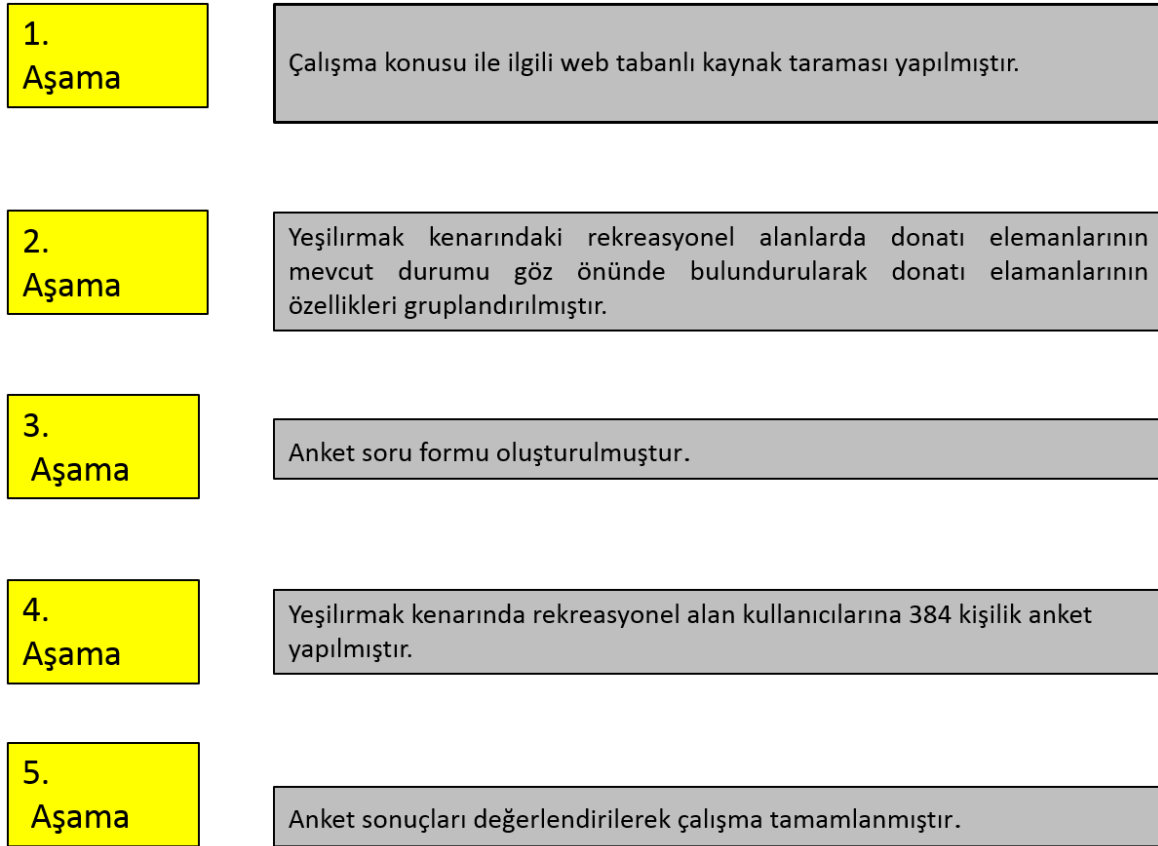 1.
Aşama
Çalışma konusu ile ilgili web tabanlı kaynak taraması yapılmıştır.
2.
Aşama
Yeşilırmak kenarındaki rekreasyonel alanlarda donatı elemanlarının
mevcut durumu göz önünde bulundurularak donatı elamanlarının
özellikleri gruplandırılmıştır.
3.
Aşama
Anket soru formu oluşturulmuştur.
4.
Aşama
Yeşilırmak kenarında rekreasyonel alan kullanıcılarına 384 kişilik anket
yapılmıştır.
5.
Aşama
Anket sonuçları değerlendirilerek çalışma tamamlanmıştır.